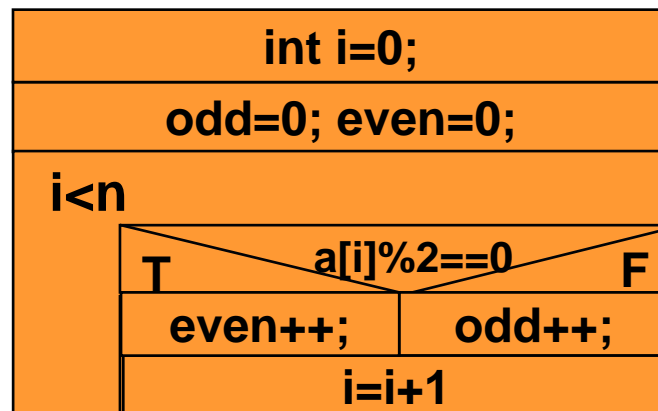 int i=0;
odd=0; even=0;
i<n
a[i]%2==0
T F
even++; odd++;
i=i+1